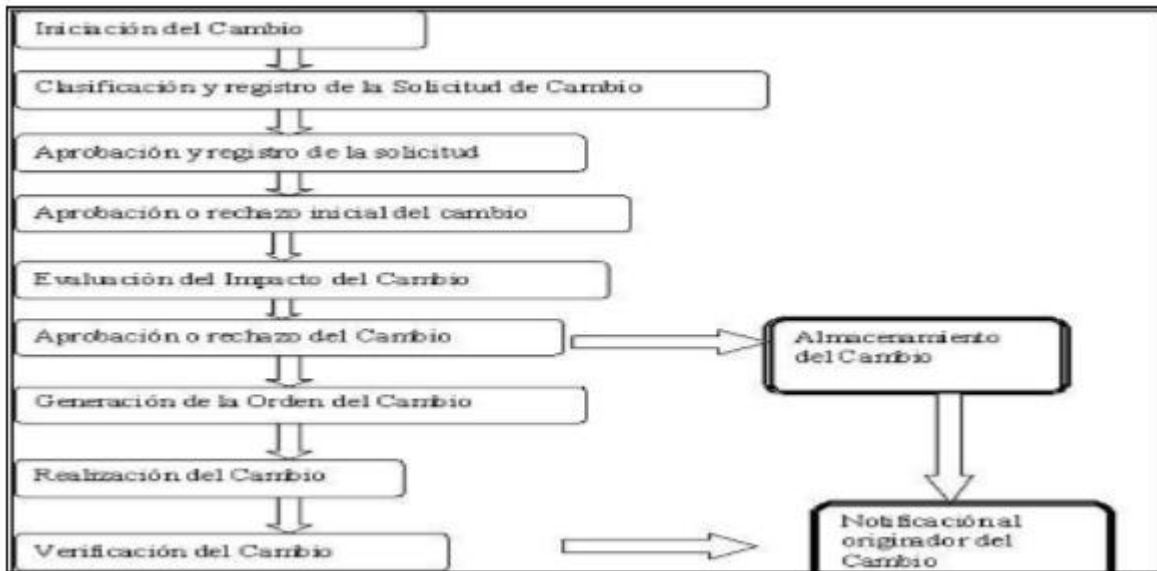 Iniciación del Cambio
Clasificación y registro de la Solicitud de Cambio
Aprobación y registro de la solicitud
Aprobación o rechazo inicial del cambio
Evaluación del Impacto del Cambio
Aprobación o rechazo del Cambio
Almacenamiento
del Cambio
Generación de la Orden del Cambio
Realización del Cambio
Verificación del Cambio
Notificación al
originador del
Cambio